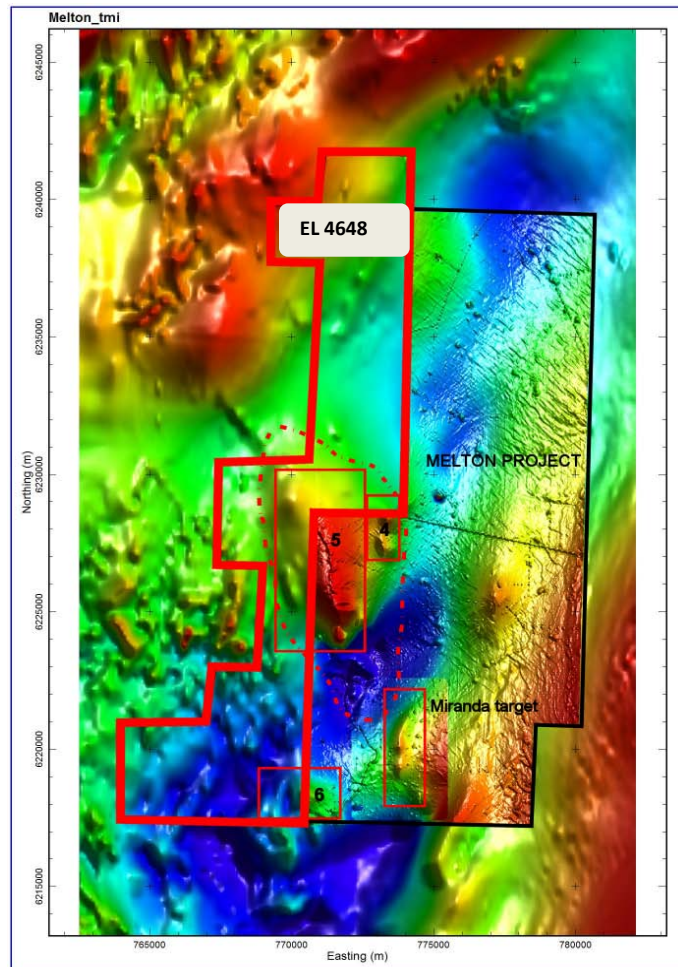 Melton_tmi
6245000
6240000
6235000
6230000
6225000
6220000
6215000
Northing (m)
EL 4648
MELTON PROJECT
5
4
Miranda target
6
765000
770000
775000
780000
Easting (m)